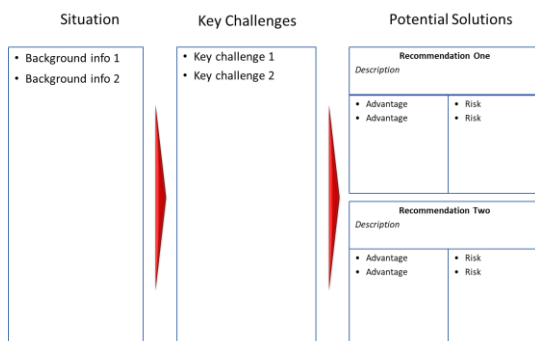 Situation
• Background info 1
• Background info 2
Key Challenges
• Key challenge 1
• Key challenge 2
Potential Solutions
Recommendation One
Description
• Advantage
• Advantage
• Risk
• Risk
Recommendation Two
Description
• Advantage
• Advantage
• Risk
• Risk